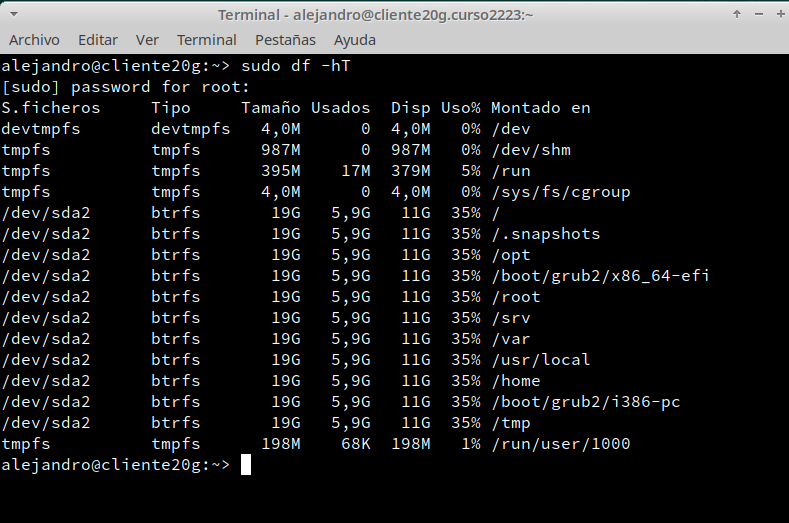 Terminal - alejandro@cliente20g.curso2223:~
Archivo Editar Ver Terminal Pestañas Ayuda
alejandro@cliente20g:~> sudo df -hT
[sudo] password for root:
S.ficheros     Tipo     Tamaño Usados  Disp Uso% Montado en
devtmpfs       devtmpfs   4,0M      0  4,0M   0% /dev
tmpfs          tmpfs      987M      0  987M   0% /dev/shm
tmpfs          tmpfs      395M    17M  379M   5% /run
tmpfs          tmpfs      4,0M      0  4,0M   0% /sys/fs/cgroup
/dev/sda2      btrfs       19G   5,9G   11G  35% /
/dev/sda2      btrfs       19G   5,9G   11G  35% /.snapshots
/dev/sda2      btrfs       19G   5,9G   11G  35% /opt
/dev/sda2      btrfs       19G   5,9G   11G  35% /boot/grub2/x86_64-efi
/dev/sda2      btrfs       19G   5,9G   11G  35% /root
/dev/sda2      btrfs       19G   5,9G   11G  35% /srv
/dev/sda2      btrfs       19G   5,9G   11G  35% /var
/dev/sda2      btrfs       19G   5,9G   11G  35% /usr/local
/dev/sda2      btrfs       19G   5,9G   11G  35% /home
/dev/sda2      btrfs       19G   5,9G   11G  35% /boot/grub2/i386-pc
/dev/sda2      btrfs       19G   5,9G   11G  35% /tmp
tmpfs          tmpfs      198M    68K  198M   1% /run/user/1000
alejandro@cliente20g:~>